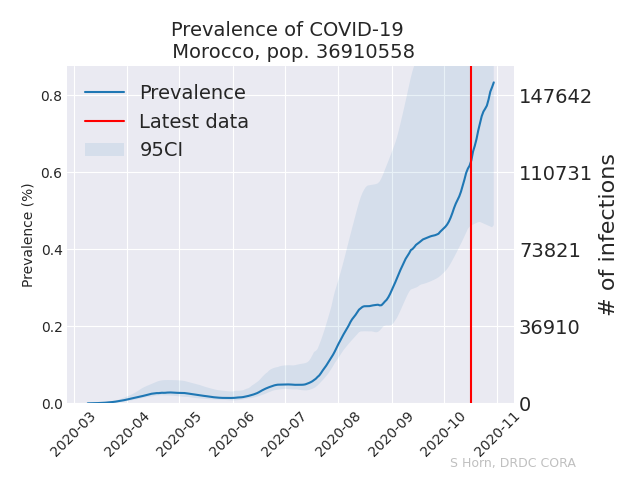 Prevalence of COVID-19
Morocco, pop. 36910558
Prevalence
Latest data
95CI
Prevalence (%)
0.8
0.6
0.4
0.2
0.0
147642
110731
73821
36910
0
# of infections
2020-03
2020-04
2020-05
2020-06
2020-07
2020-08
2020-09
2020-10
2020-11
S Horn, DRDC CORA